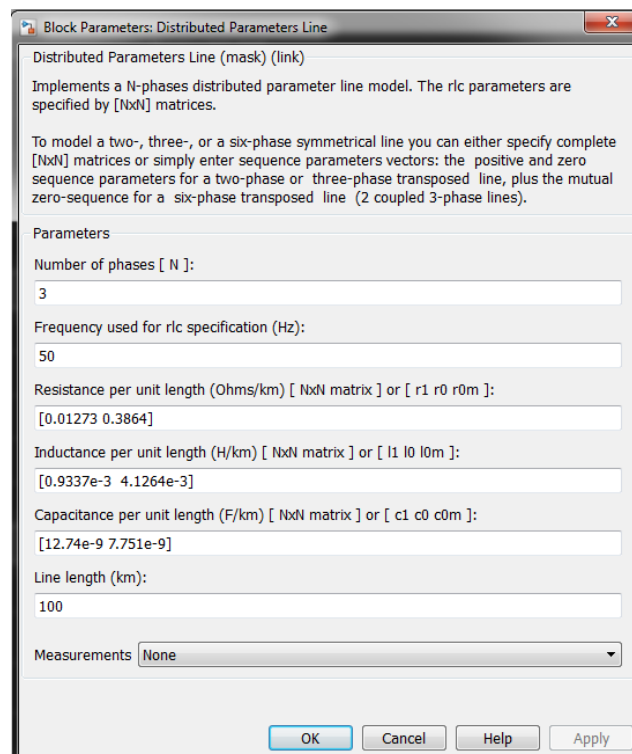 Block Parameters: Distributed Parameters Line
Distributed Parameters Line (mask) (link)
Implements a N-phases distributed parameter line model. The rlc parameters are
specified by [NxN] matrices.
To model a two-, three-, or a six-phase symmetrical line you can either specify complete
[NxN] matrices or simply enter sequence parameters vectors: the positive and zero
sequence parameters for a two-phase or three-phase transposed line, plus the mutual
zero-sequence for a six-phase transposed line (2 coupled 3-phase lines).
Parameters
Number of phases [ N ]:
3
Frequency used for rlc specification (Hz):
50
Resistance per unit length (Ohms/km) [ NxN matrix ] or [ r1 r0 r0m ]:
[0.01273 0.3864]
Inductance per unit length (H/km) [ NxN matrix ] or [ l1 l0 l0m ]:
[0.9337e-3 4.1264e-3]
Capacitance per unit length (F/km) [ NxN matrix ] or [ c1 c0 c0m ]:
[12.74e-9 7.751e-9]
Line length (km):
100
Measurements None
OK Cancel Help Apply